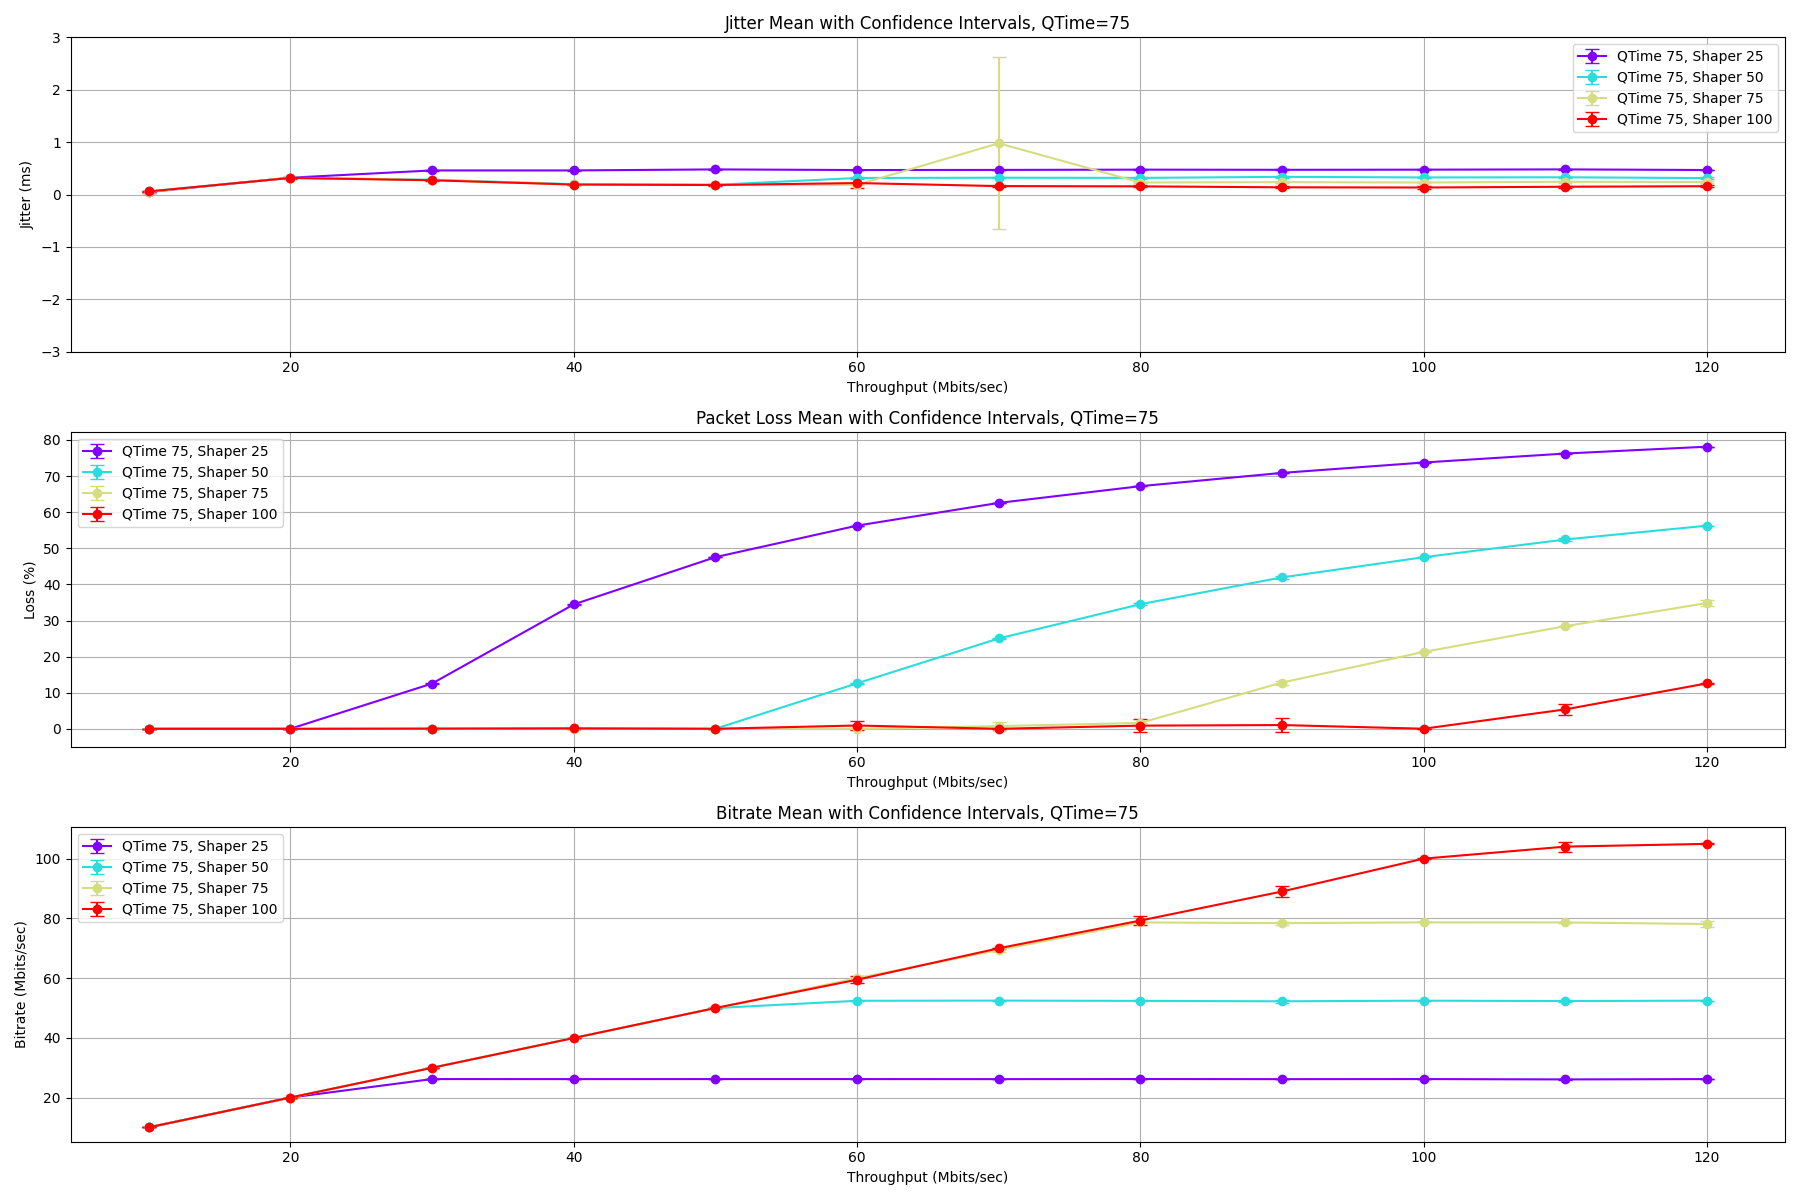 Jitter Mean with Confidence Intervals, QTime=75
3
2
1
0
−1
−2
−3
Jitter (ms)
QTime 75, Shaper 25
QTime 75, Shaper 50
QTime 75, Shaper 75
QTime 75, Shaper 100
20 40 60 80 100 120
Throughput (Mbits/sec)
Packet Loss Mean with Confidence Intervals, QTime=75
80
70
60
50
40
30
20
10
0
Loss (%)
QTime 75, Shaper 25
QTime 75, Shaper 50
QTime 75, Shaper 75
QTime 75, Shaper 100
20 40 60 80 100 120
Throughput (Mbits/sec)
Bitrate Mean with Confidence Intervals, QTime=75
100
80
60
40
20
Bitrate (Mbits/sec)
QTime 75, Shaper 25
QTime 75, Shaper 50
QTime 75, Shaper 75
QTime 75, Shaper 100
20 40 60 80 100 120
Throughput (Mbits/sec)